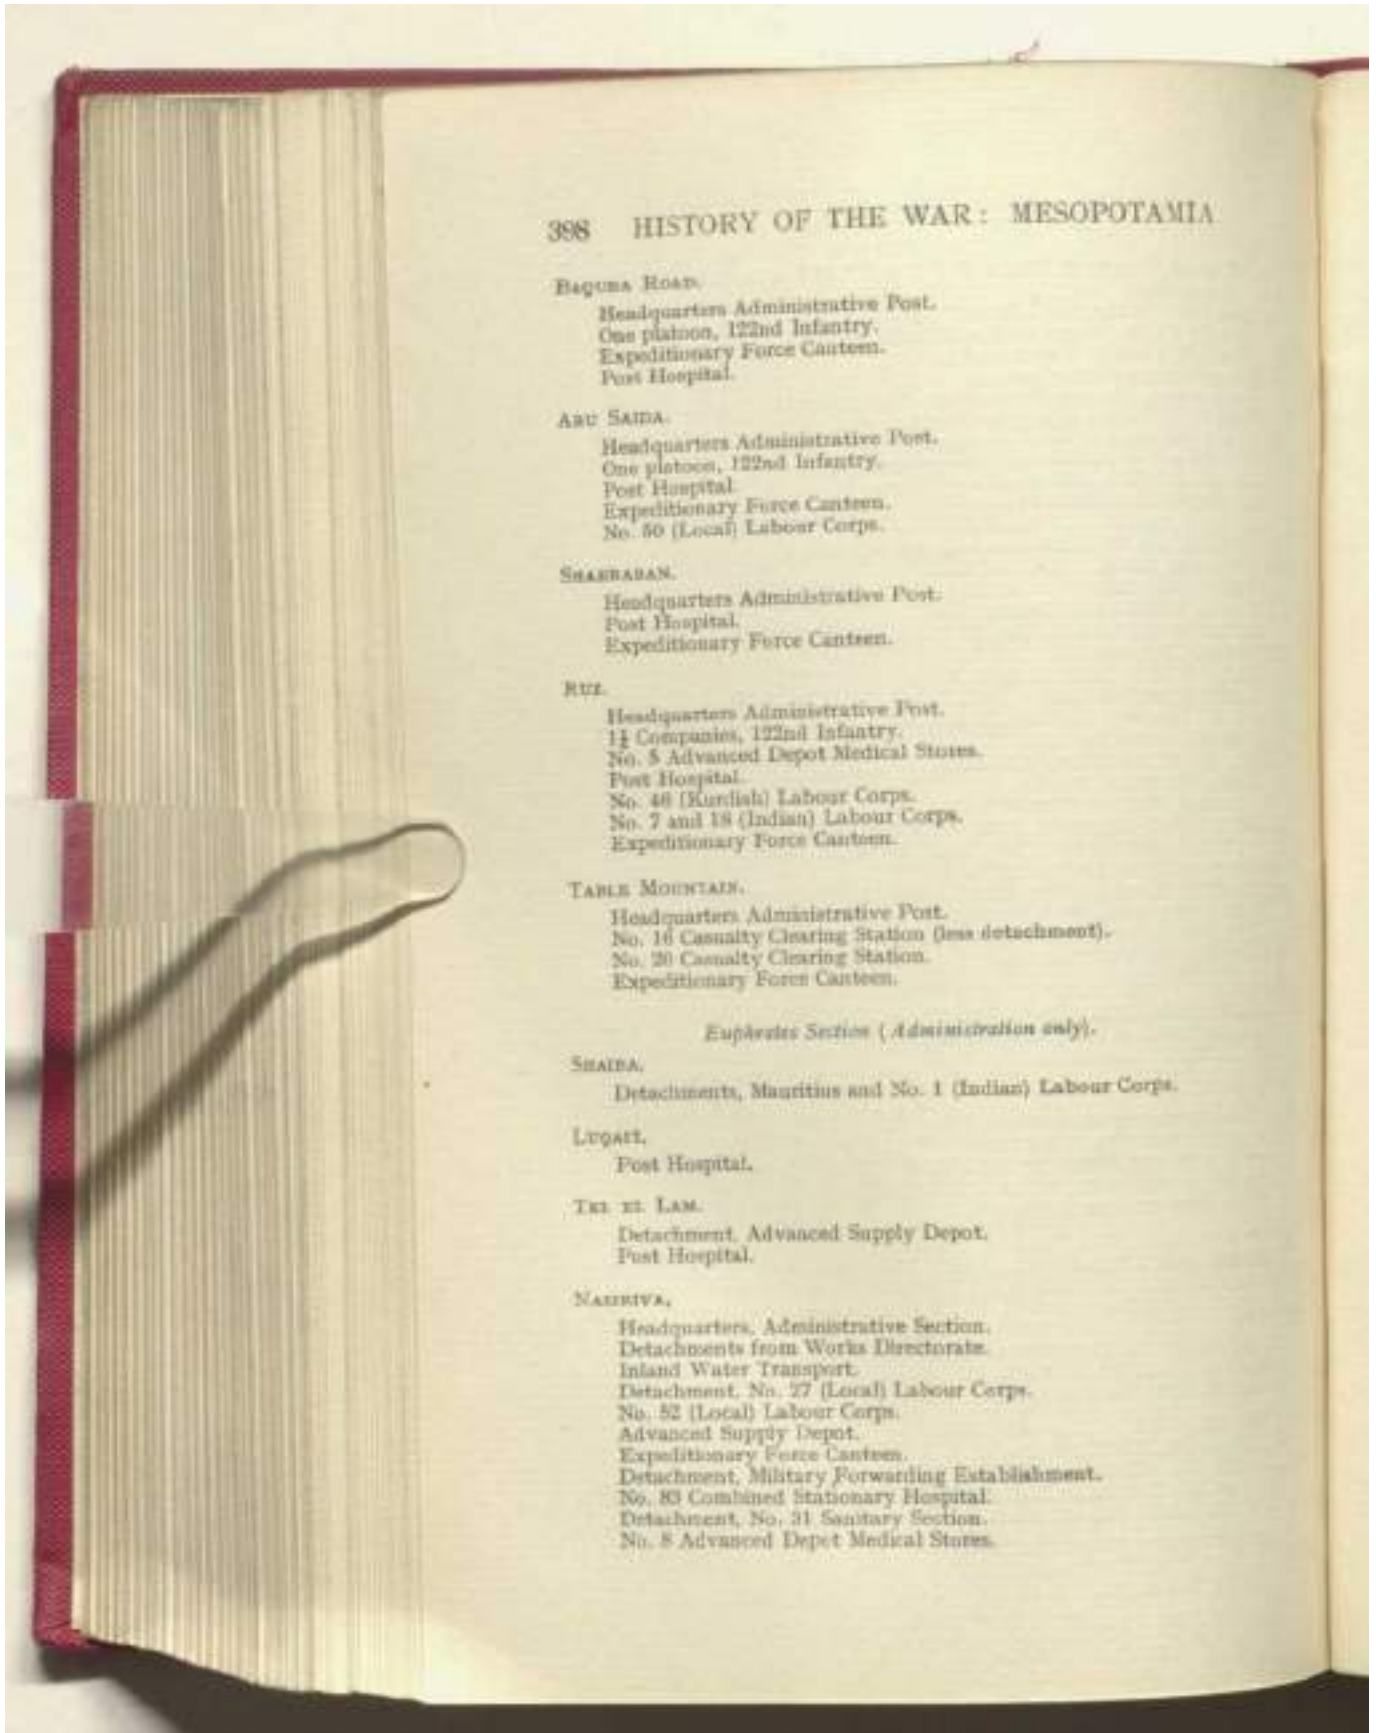 398 HISTORY OF THE WAR: MESOPOTAMIA
BAQUBA ROAD.
Headquarters Administrative Post.
One platoon, 122nd Infantry.
Expeditionary Force Canteen.
Post Hospital.
ABU SAIDA.
Headquarters Administrative Post.
One platoon, 122nd Infantry.
Post Hospital.
Expeditionary Force Canteen.
No. 50 (Local) Labour Corps.
SHAHRABAN.
Headquarters Administrative Post.
Post Hospital.
Expeditionary Force Canteen.
RUZ.
Headquarters Administrative Post.
1½ Companies, 122nd Infantry.
No. 5 Advanced Depot Medical Stores.
Post Hospital.
No. 46 (Kurdish) Labour Corps.
No. 7 and 18 (Indian) Labour Corps.
Expeditionary Force Canteen.
TABLE MOUNTAIN.
Headquarters Administrative Post.
No. 16 Casualty Clearing Station (less detachment).
No. 20 Casualty Clearing Station.
Expeditionary Force Canteen.
Euphrates Section (Administration only).
SHAIBA.
Detachments, Mauritius and No. 1 (Indian) Labour Corps.
LUQAIT.
Post Hospital.
TEL EL LAM.
Detachment, Advanced Supply Depot.
Post Hospital.
NASIRIYA.
Headquarters, Administrative Section.
Detachments from Works Directorate.
Inland Water Transport.
Detachment, No. 27 (Local) Labour Corps.
No. 52 (Local) Labour Corps.
Advanced Supply Depot.
Expeditionary Force Canteen.
Detachment, Military Forwarding Establishment.
No. 83 Combined Stationary Hospital.
Detachment, No. 31 Sanitary Section.
No. 8 Advanced Depot Medical Stores.